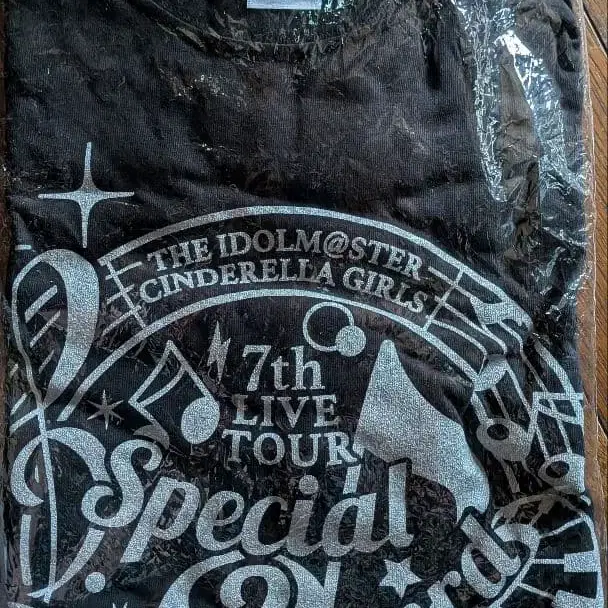 THE IDOLM@STER
CINDERELLA GIRLS
7th
LIVE
TOUR
Special